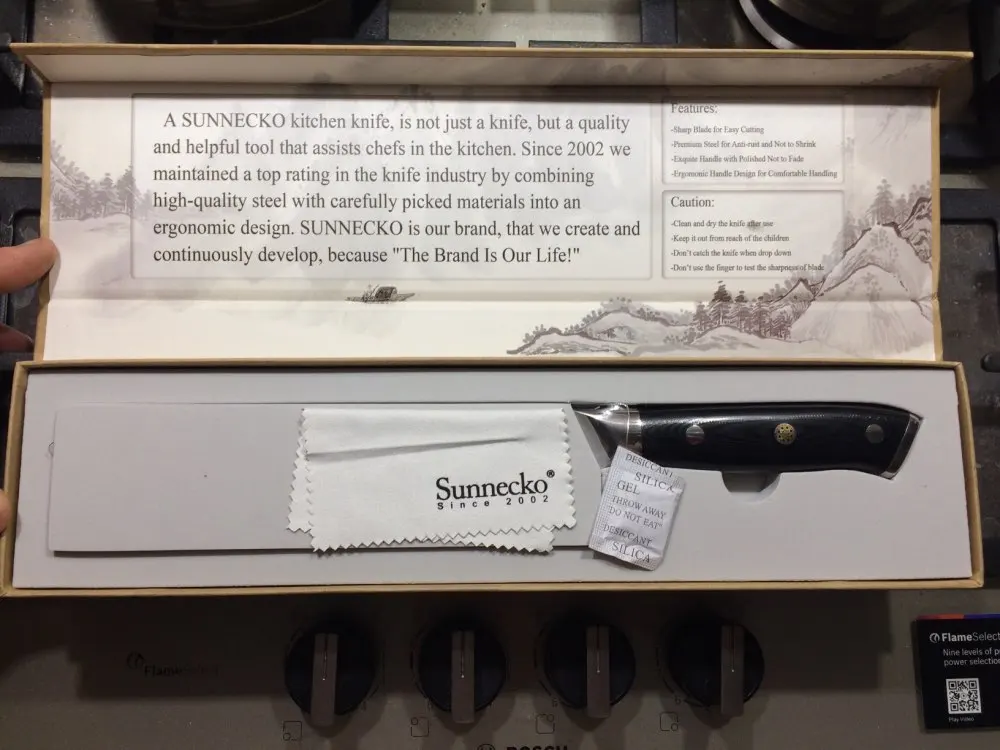 A SUNNECKO kitchen knife, is not just a knife, but a quality
and helpful tool that assists chefs in the kitchen. Since 2002 we
maintained a top rating in the knife industry by combining
high-quality steel with carefully picked materials into an
ergonomic design. SUNNECKO is our brand, that we create and
continuously develop, because "The Brand Is Our Life!"
Features:
-Sharp Blade for Easy Cutting
-Premium Steel for Anti-rust and Not to Shrink
-Exquite Handle with Polished Not to Fade
-Ergonomic Handle Design for Comfortable Handling
Caution:
-Clean and dry the knife after use
-Keep it out from reach of the children
-Don't catch the knife when drop down
-Don't use the finger to test the sharpness of blade
Sunnecko®
Since 2002
DESICCANT
SILICA
GEL
THROW AWAY
"DO NOT EAT"
DESICCANT
SILICA
FlameSelect
Nine levels of
power selection
Play video
BOSCH